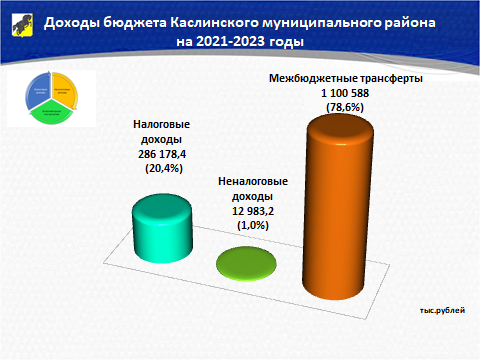 Доходы бюджета Каслинского муниципального района
на 2021-2023 годы
Межбюджетные трансферты
1 100 588
(78,6%)
Налоговые
доходы
286 178,4
(20,4%)
Неналоговые
доходы
12 983,2
(1,0%)
тыс.рублей